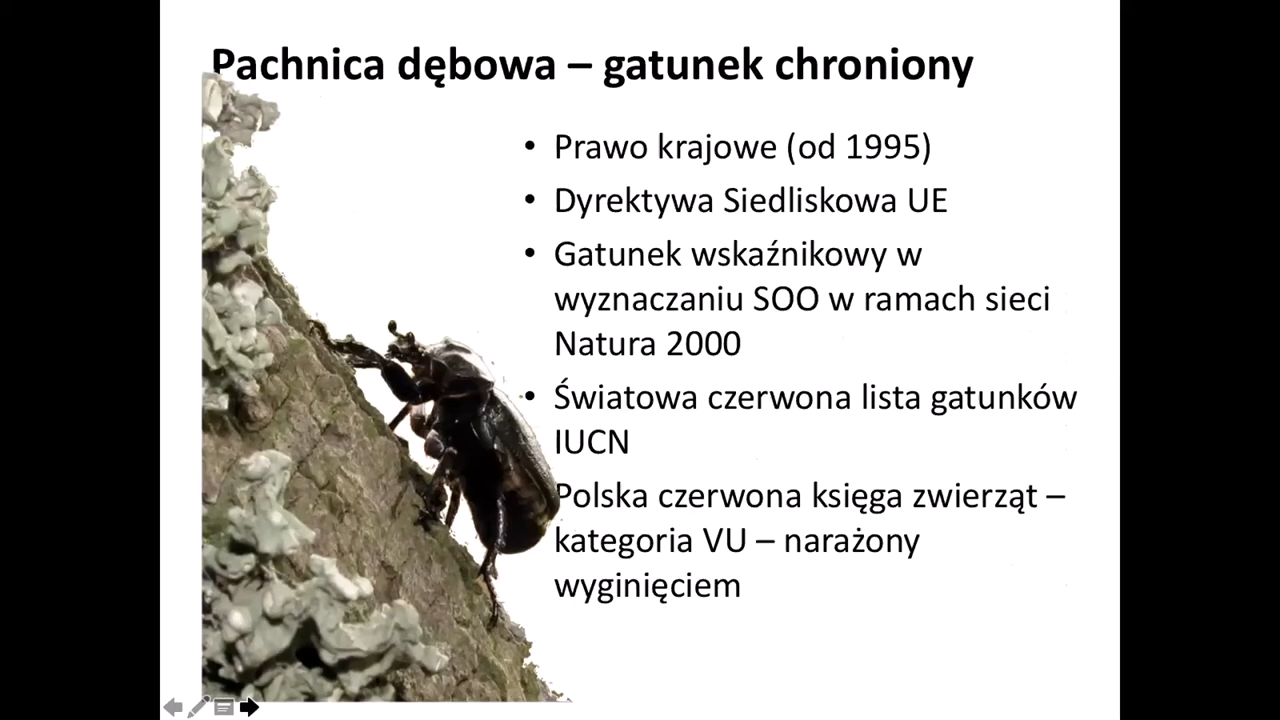 Pachnica dębowa – gatunek chroniony
• Prawo krajowe (od 1995)
• Dyrektywa Siedliskowa UE
• Gatunek wskaźnikowy w
wyznaczaniu SOO w ramach sieci
Natura 2000
• Światowa czerwona lista gatunków
IUCN
Polska czerwona księga zwierząt –
kategoria VU – narażony
wyginięciem